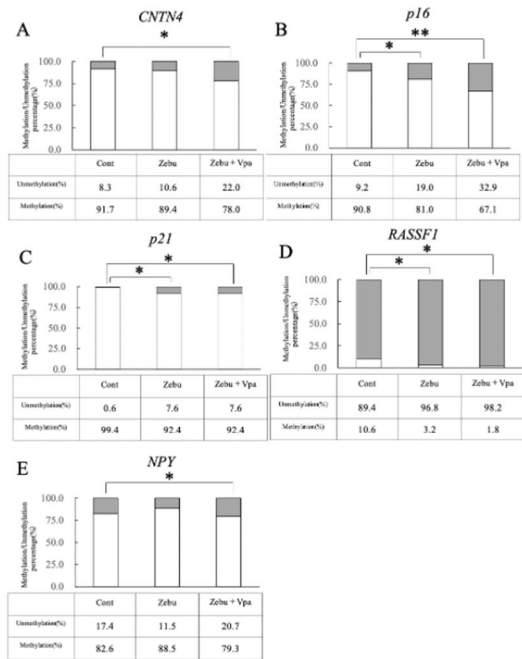 A
CNTN4
*
Methylation/Unmethylation
percentage(%)
100.0
75.0
50.0
25.0
0.0
Cont Zebu Zebu + Vpa
Unmethylation(%) 8.3 10.6 22.0
Methylation(%) 91.7 89.4 78.0
B
p16
**
*
Methylation/Unmethylation
percentage(%)
100.0
75.0
50.0
25.0
0.0
Cont Zebu Zebu + Vpa
Unmethylation(%) 9.2 19.0 32.9
Methylation(%) 90.8 81.0 67.1
C
p21
*
*
Methylation/Unmethylation
percentage(%)
100.0
75.0
50.0
25.0
0.0
Cont Zebu Zebu + Vpa
Unmethylation(%) 0.6 7.6 7.6
Methylation(%) 99.4 92.4 92.4
D
RASSF1
*
*
Methylation/Unmethylation
percentage(%)
100.0
75.0
50.0
25.0
0.0
Cont Zebu Zebu + Vpa
Unmethylation(%) 89.4 96.8 98.2
Methylation(%) 10.6 3.2 1.8
E
NPY
*
Methylation/Unmethylation
percentage(%)
100.0
75.0
50.0
25.0
0.0
Cont Zebu Zebu + Vpa
Unmethylation(%) 17.4 11.5 20.7
Methylation(%) 82.6 88.5 79.3